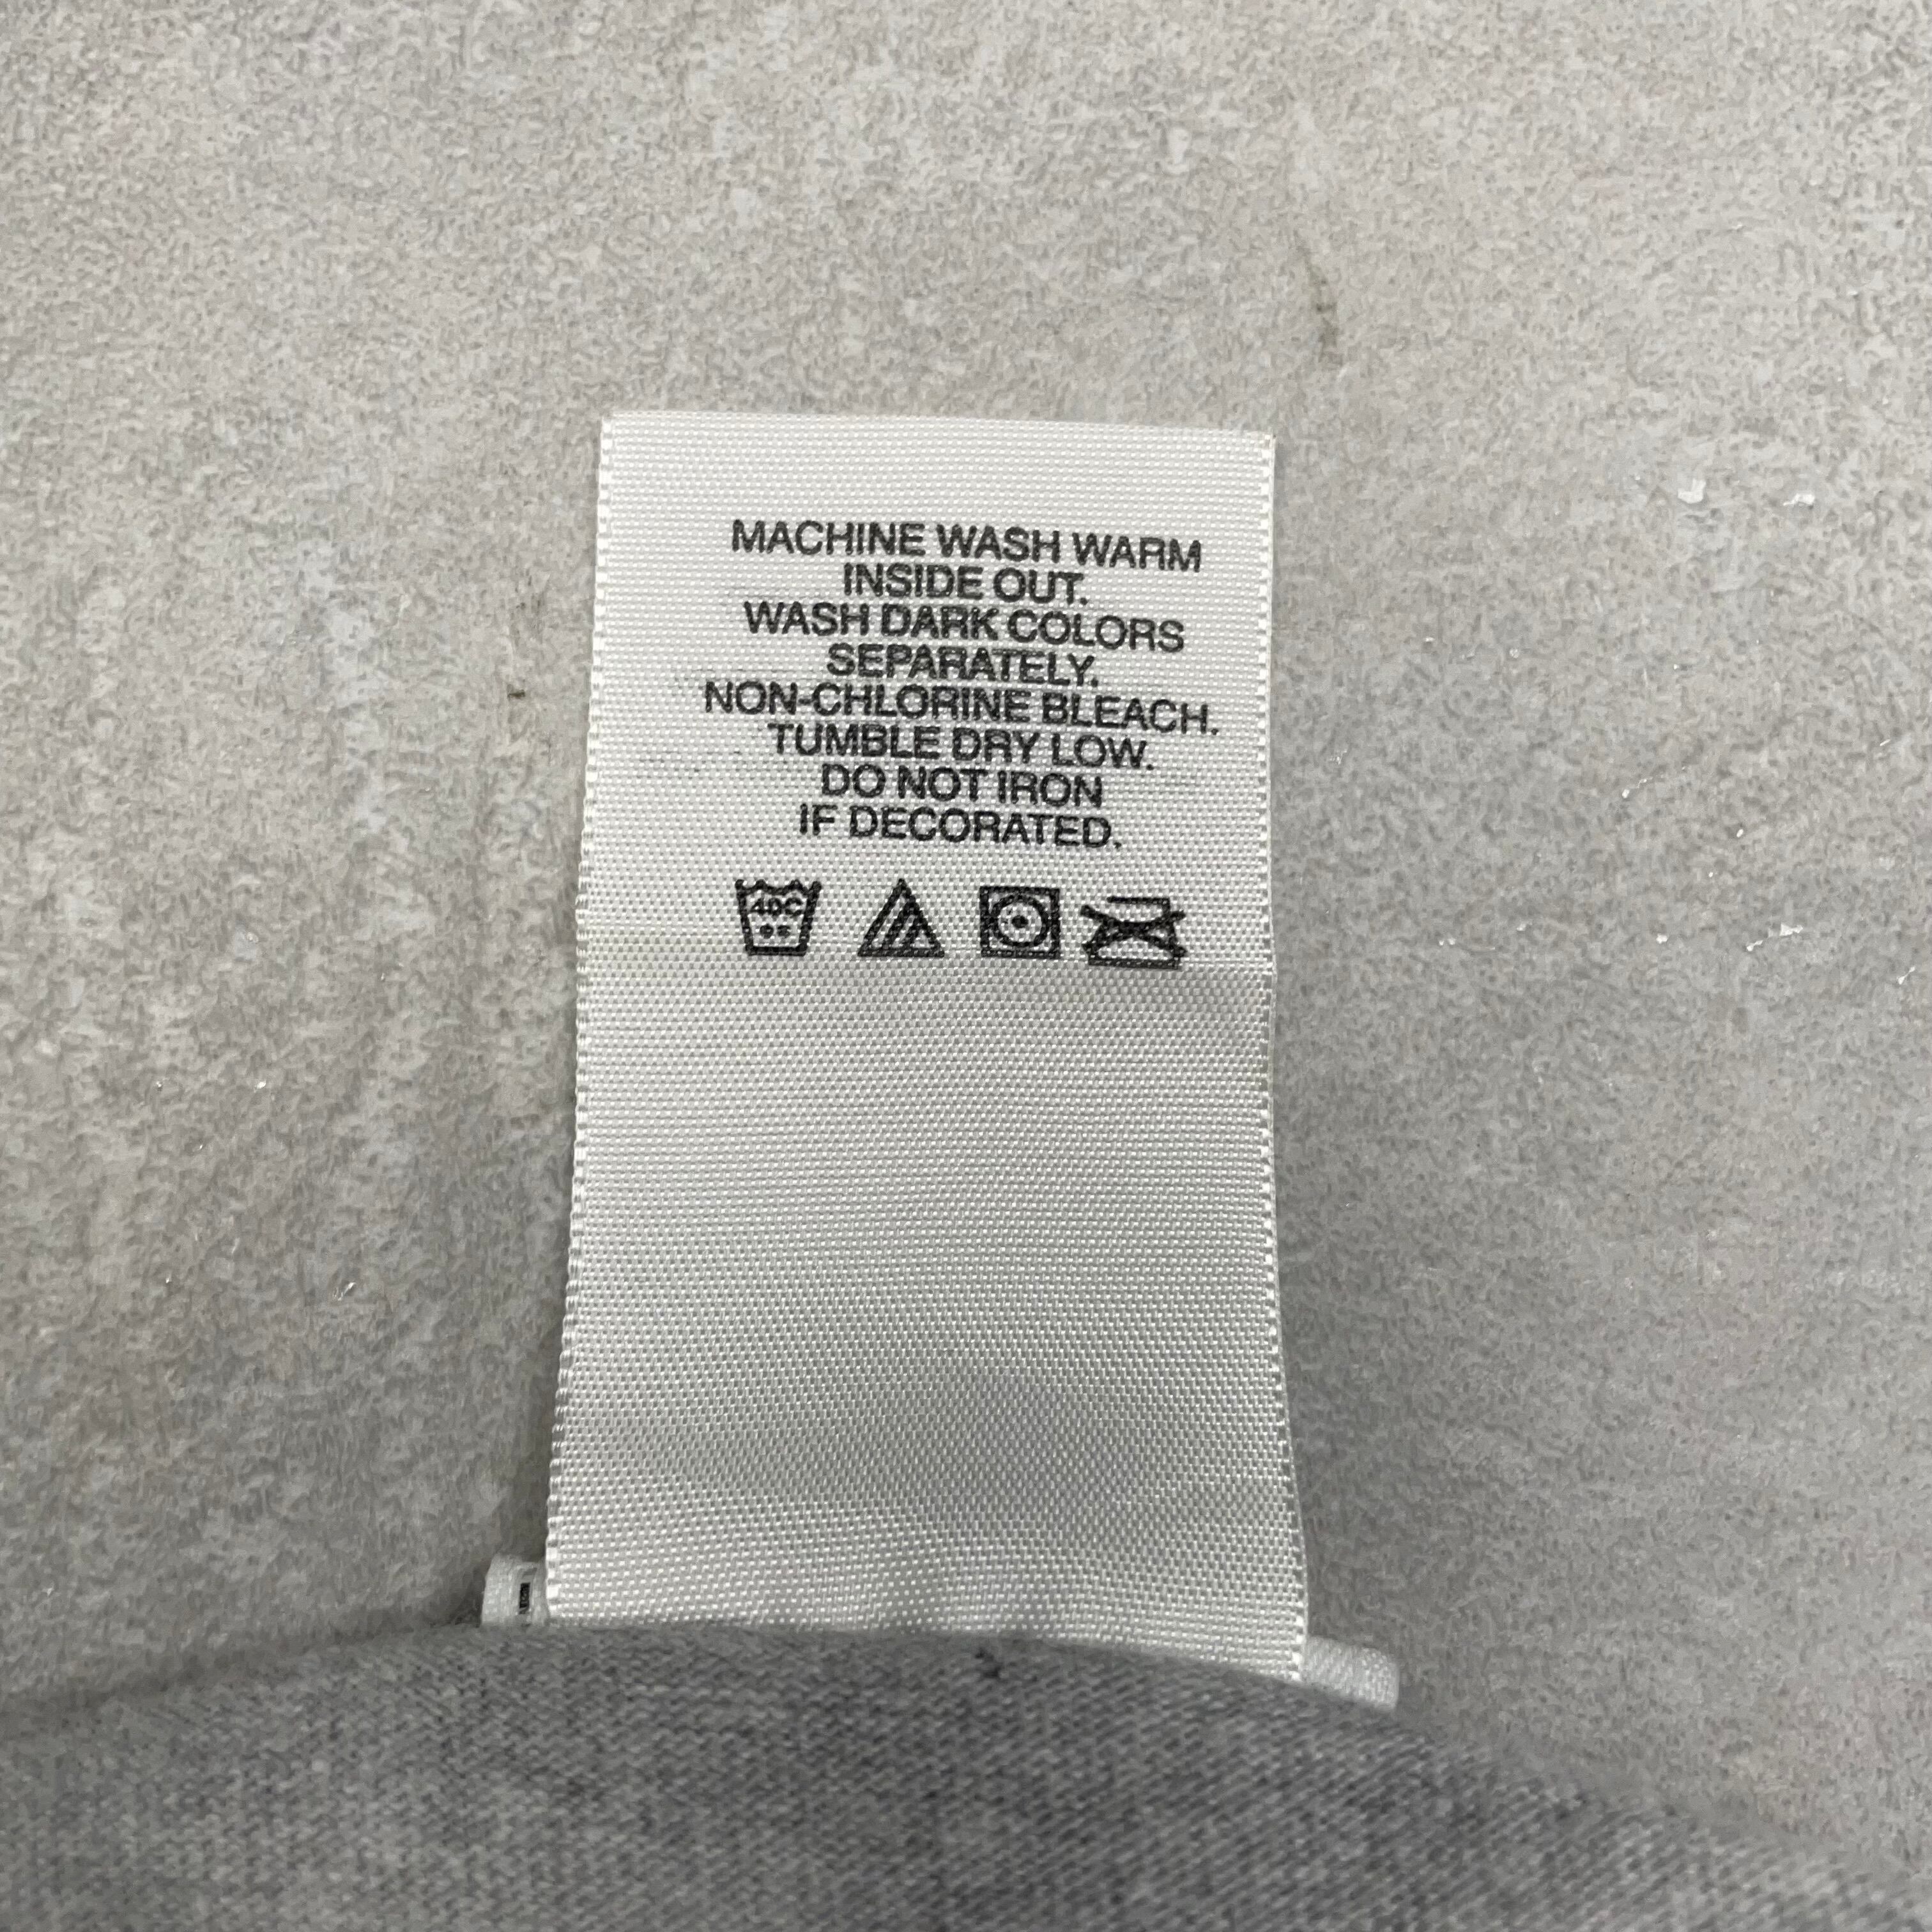 MACHINE WASH WARM
INSIDE OUT.
WASH DARK COLORS
SEPARATELY.
NON-CHLORINE BLEACH.
TUMBLE DRY LOW.
DO NOT IRON
IF DECORATED.
40C